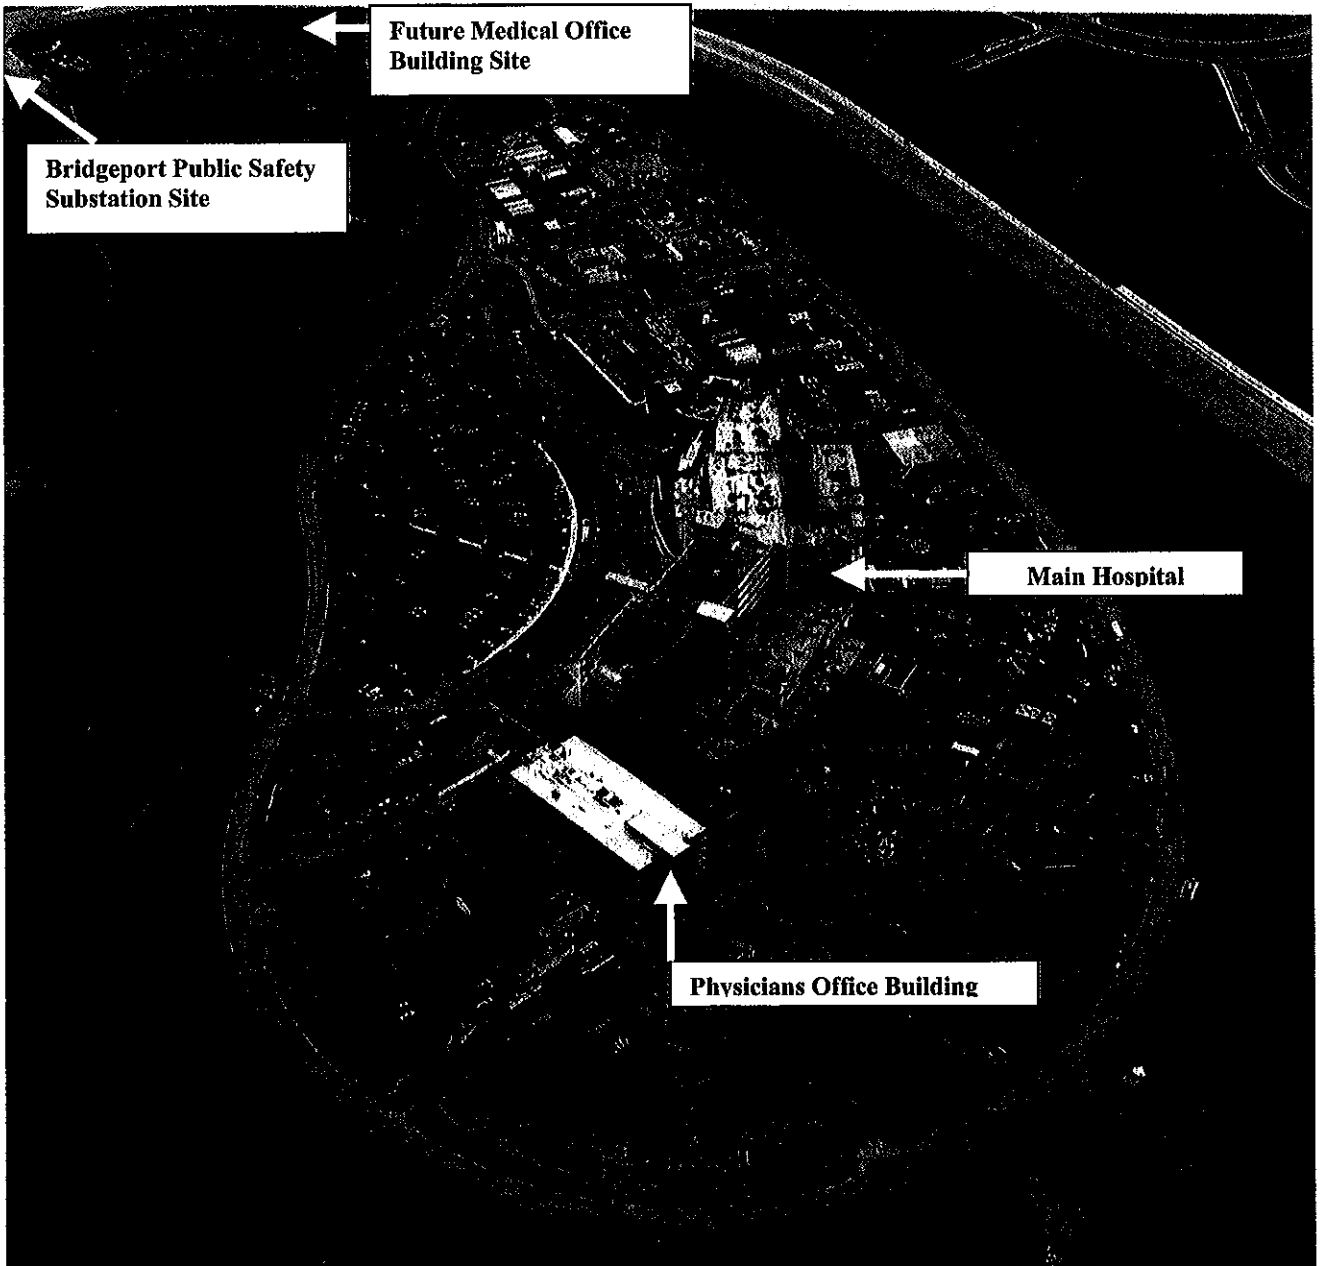 Future Medical Office
Building Site
Bridgeport Public Safety
Substation Site
Main Hospital
Physicians Office Building